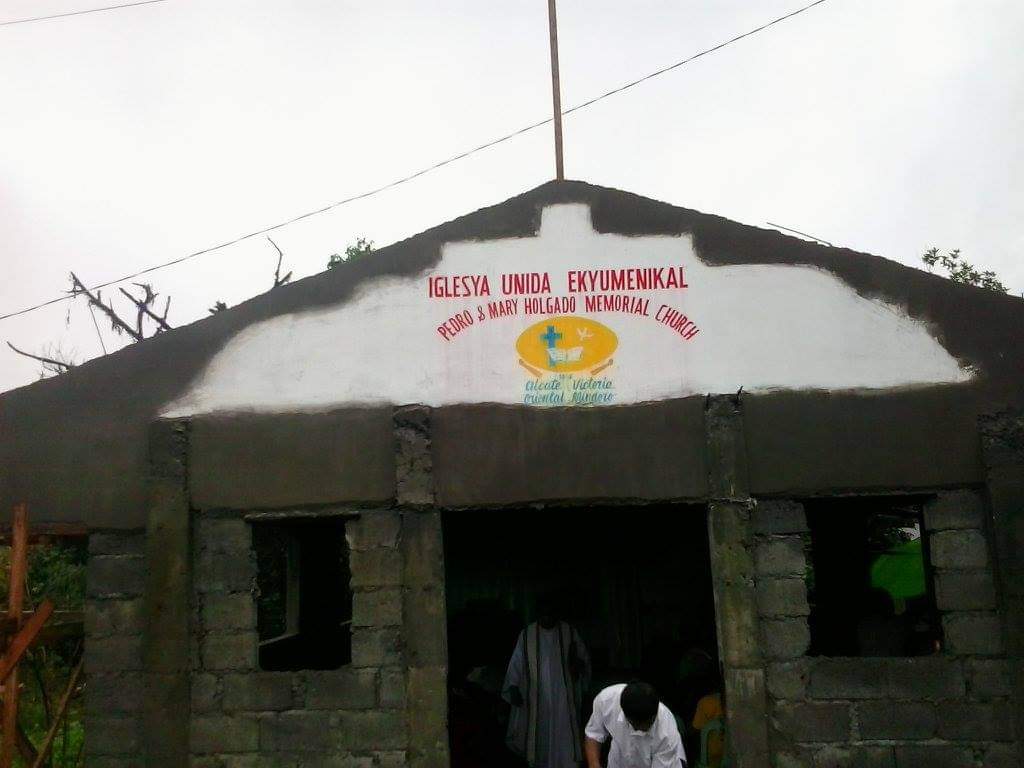 IGLESYA UNIDA EKYUMENIKAL
PEDRO & MARY HOLGADO MEMORIAL CHURCH
Alcate Victoria
Oriental Mindoro